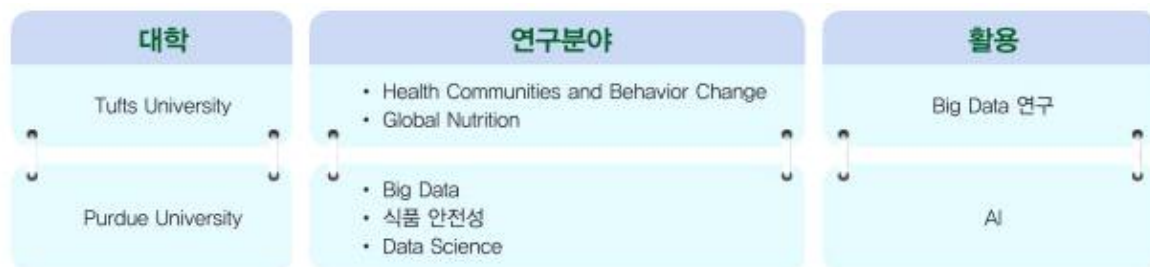 대학
연구분야
활용
Tufts University
• Health Communities and Behavior Change
• Global Nutrition
Big Data 연구
Purdue University
• Big Data
• 식품 안전성
• Data Science
AI